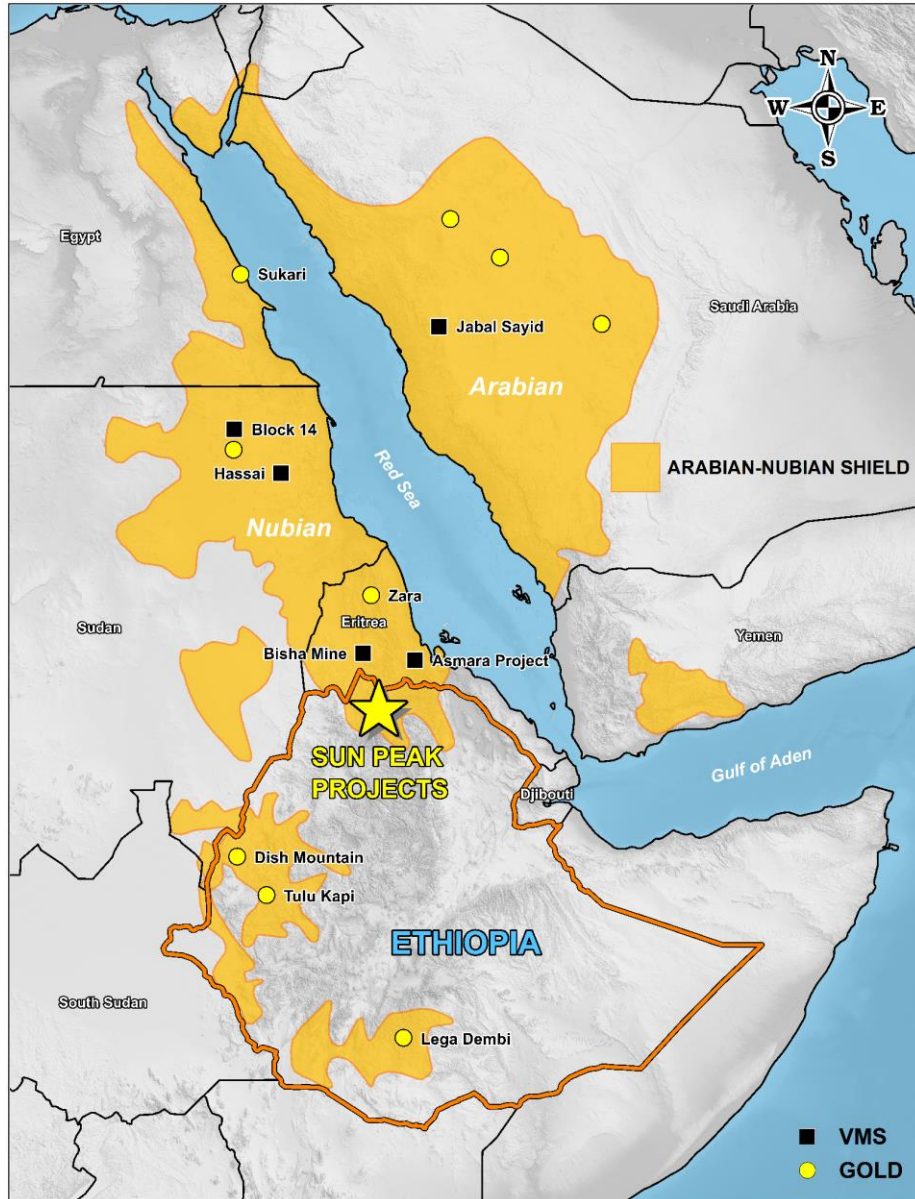 N
W E
S
Egypt
Sukari
Saudi Arabia
Jabal Sayid
Arabian
Block 14
Hassai
Red Sea
ARABIAN-NUBIAN SHIELD
Nubian
Zara
Eritrea
Sudan
Yemen
Bisha Mine
Asmara Project
SUN PEAK
PROJECTS
Gulf of Aden
Djibouti
Dish Mountain
Tulu Kapi
ETHIOPIA
South Sudan
Lega Dembi
VMS
GOLD